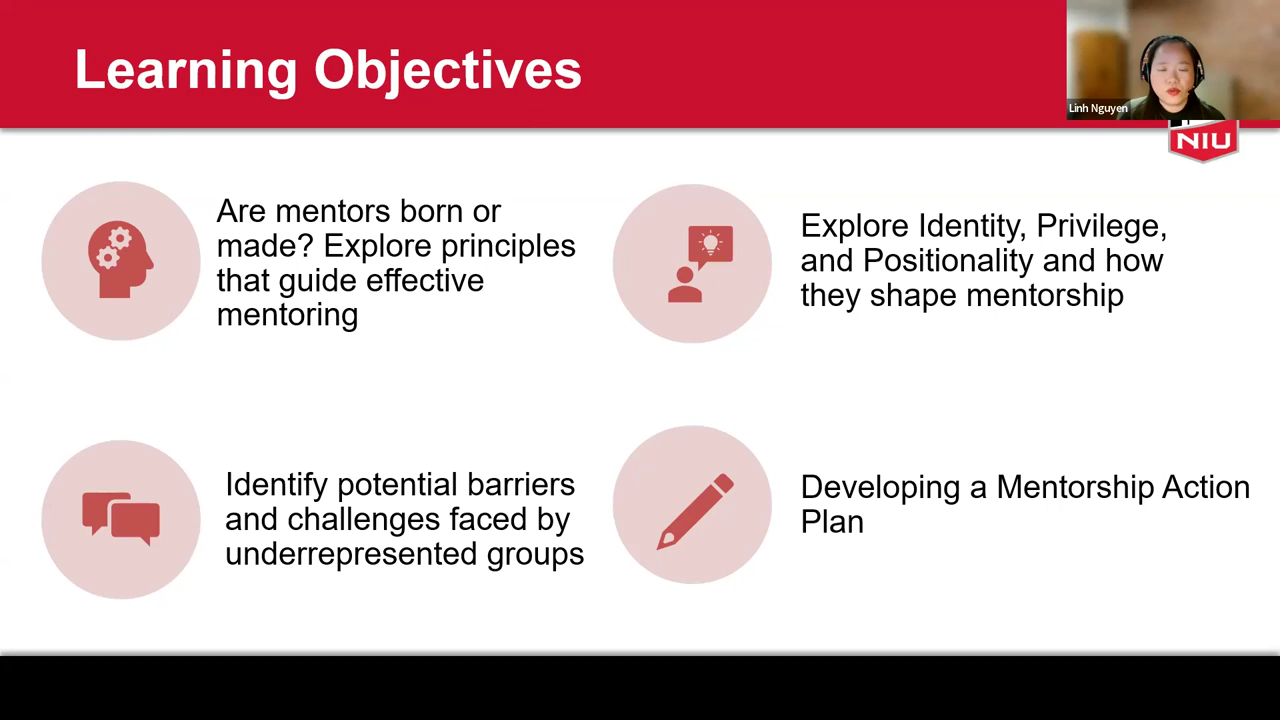 Learning Objectives
Linh Nguyen
NIU
Are mentors born or
made? Explore principles
that guide effective
mentoring
Explore Identity, Privilege,
and Positionality and how
they shape mentorship
Identify potential barriers
and challenges faced by
underrepresented groups
Developing a Mentorship Action
Plan